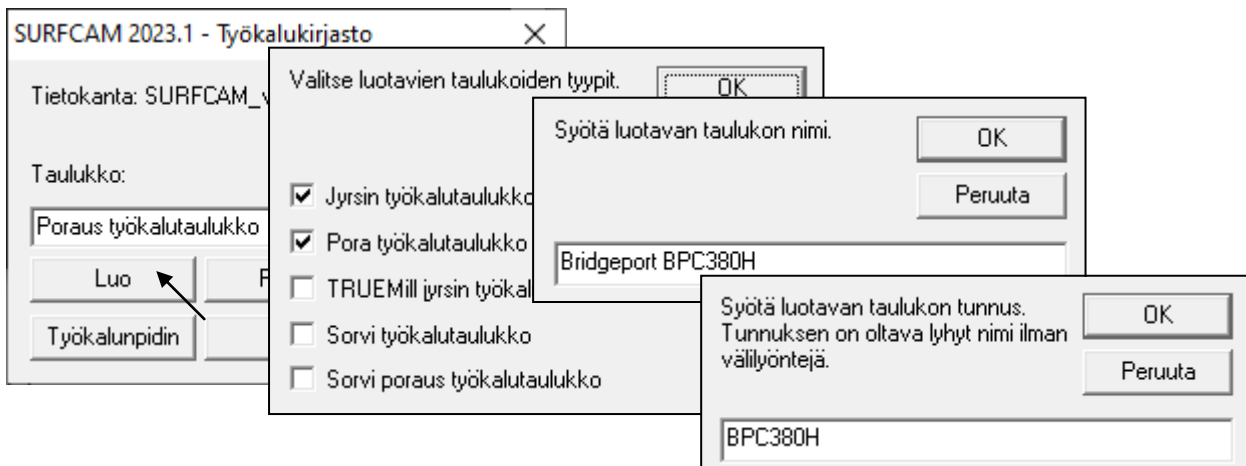 SURFCAM 2023.1 - Työkalukirjasto
Tietokanta: SURFCAM_
Taulukko:
Poraus työkalutaulukko
Luo
Työkalunpidin
Valitse luotavien taulukoiden tyypit.
OK
Jyrsin työkalutaulukko
Pora työkalutaulukko
TRUEMill jyrsin työkal
Sorvi työkalutaulukko
Sorvi poraus työkalutaulukko
Syötä luotavan taulukon nimi.
OK
Peruuta
Bridgeport BPC380H
Syötä luotavan taulukon tunnus.
Tunnuksen on oltava lyhyt nimi ilman
välilyöntejä.
OK
Peruuta
BPC380H